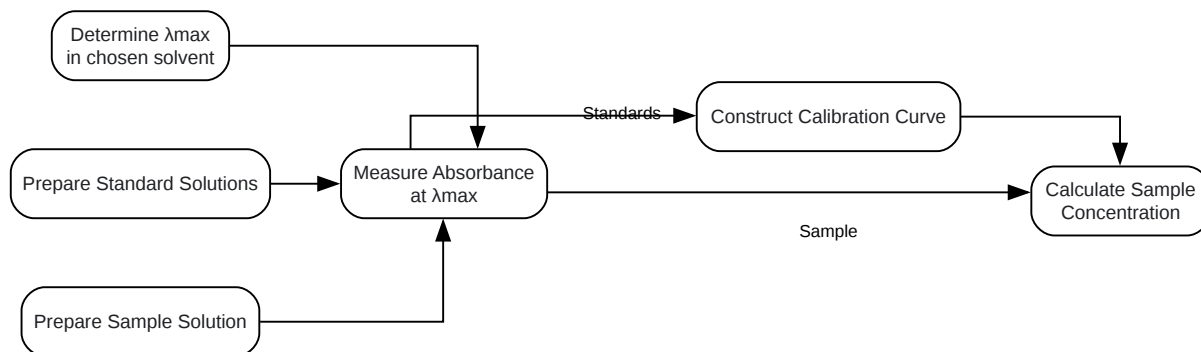 Determine λmax
in chosen solvent
Standards
Construct Calibration Curve
Prepare Standard Solutions
Measure Absorbance
at λmax
Calculate Sample
Concentration
Sample
Prepare Sample Solution